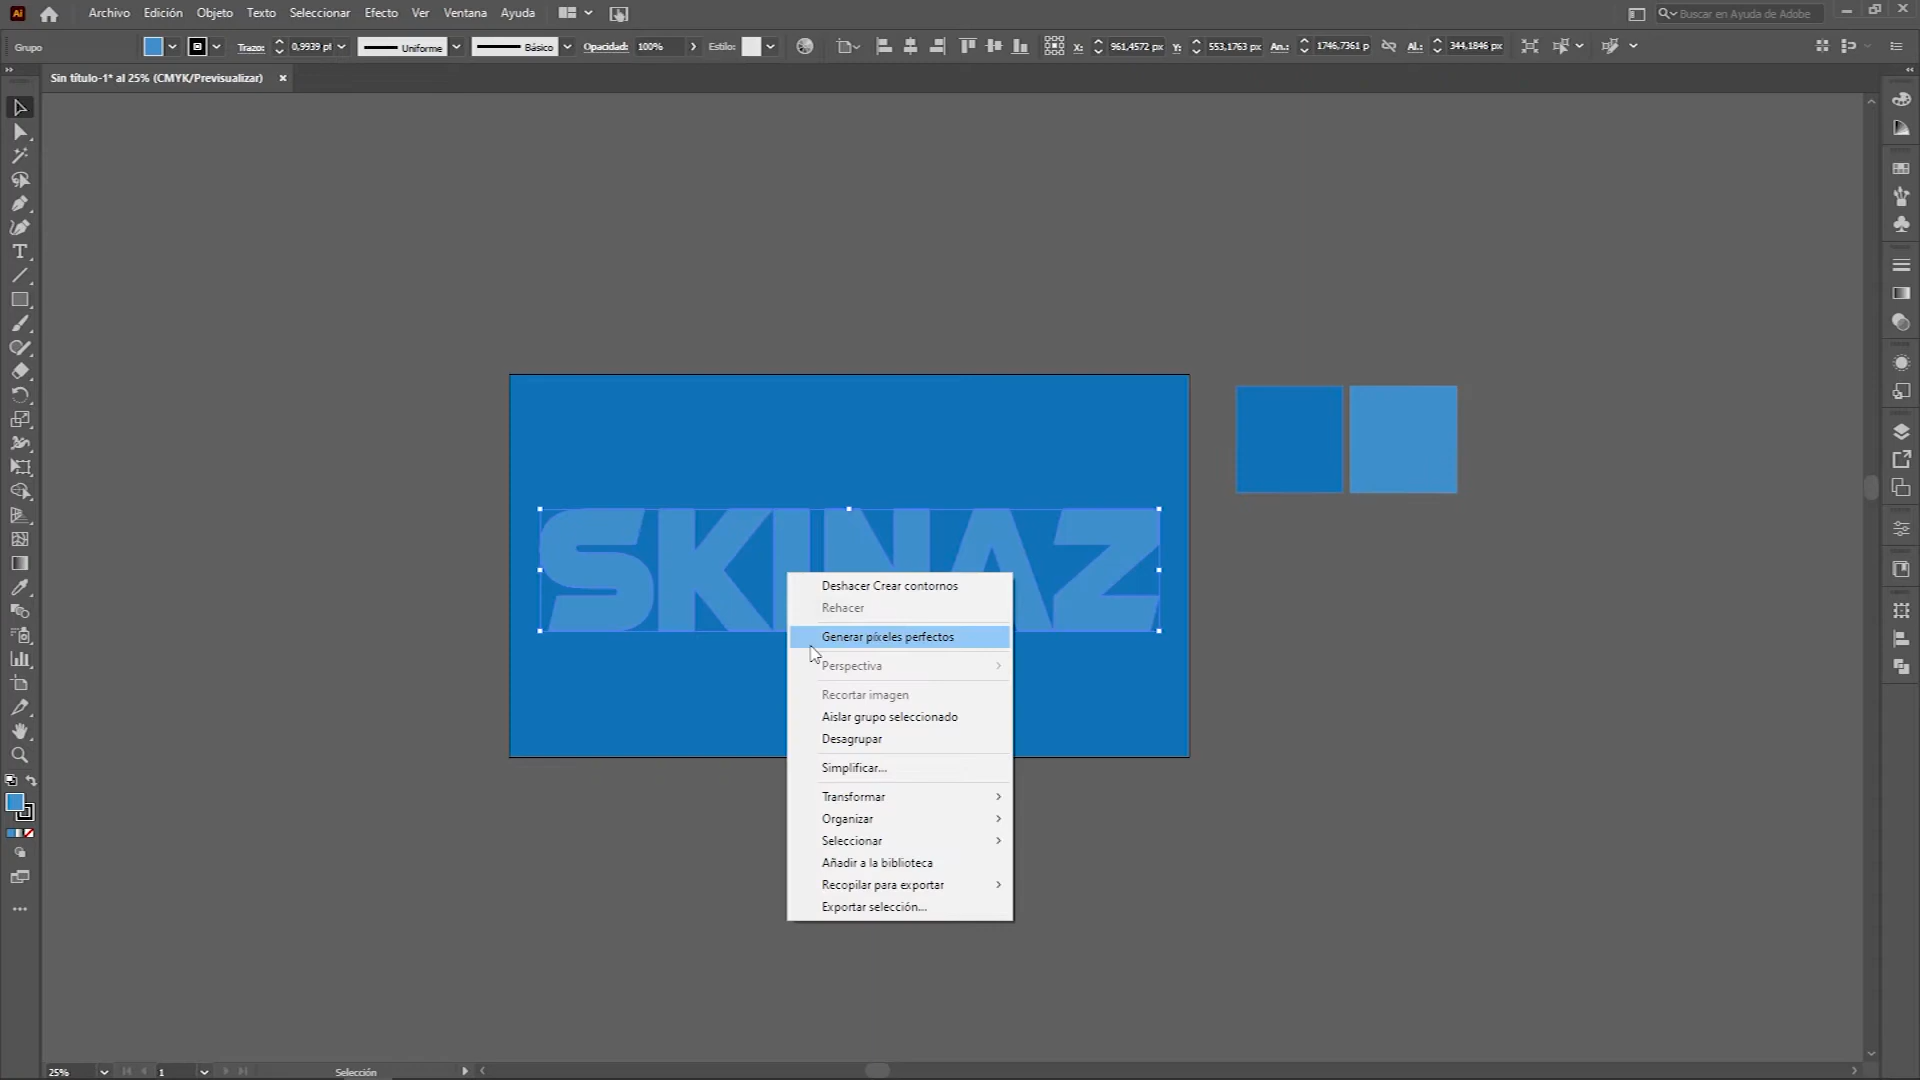 Ai Archivo Edición Objeto Texto Seleccionar Efecto Ver Ventana Ayuda Buscar en Ayuda de Adobe
Grupo Trazo: 0,9939 pt Uniforme Básico Opacidad: 100% Estilo: X: 961,4572 px Y: 553,1763 px An.: 1746,7361 p Al.: 344,1846 px
Sin título-1* al 25% (CMYK/Previsualizar) ×
SKINAZ
Deshacer Crear contornos
Rehacer
Generar píxeles perfectos
Perspectiva
Recortar imagen
Aislar grupo seleccionado
Desagrupar
Simplificar...
Transformar
Organizar
Seleccionar
Añadir a la biblioteca
Recopilar para exportar
Exportar selección...
25% 1 Selección